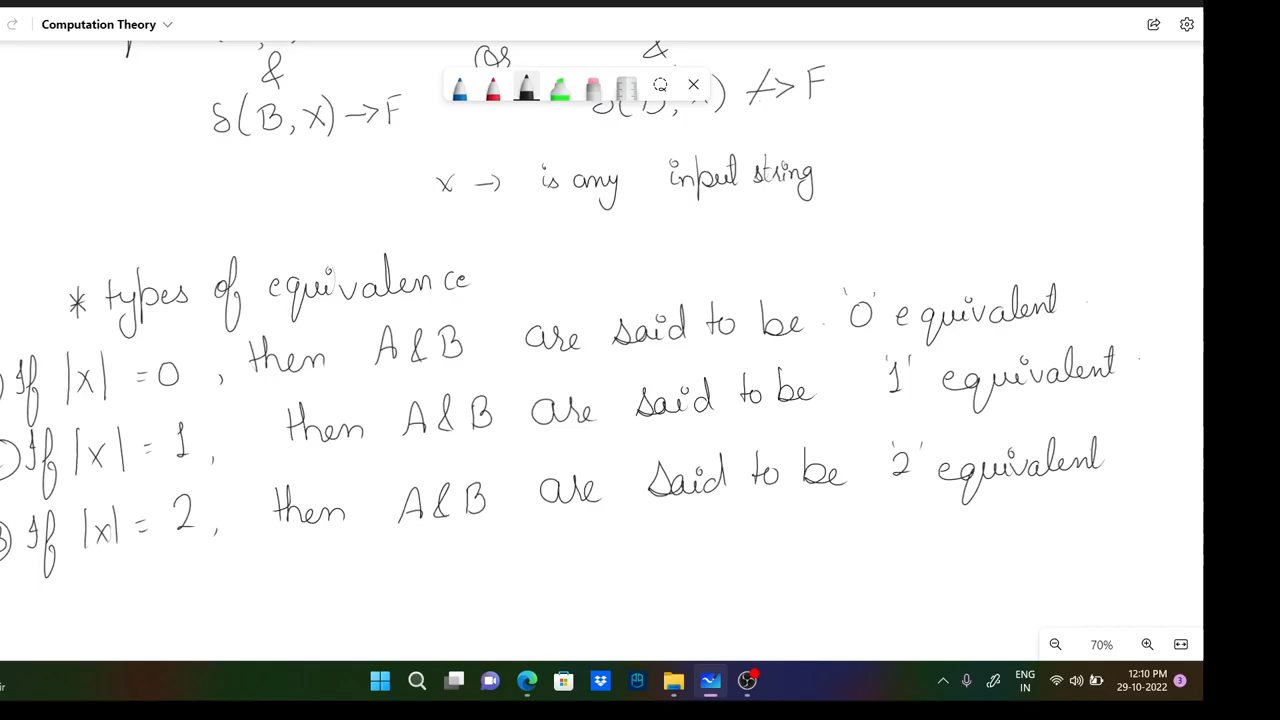 Computation Theory
&
or
&
δ(B, X) → F
δ(B, X) ↛ F
x → is any input string
* types of equivalence
If |x| = 0, then A & B are said to be '0' equivalent
If |x| = 1, then A & B are said to be '1' equivalent
If |x| = 2, then A & B are said to be '2' equivalent
70%
ENG
IN
12:10 PM
29-10-2022
3